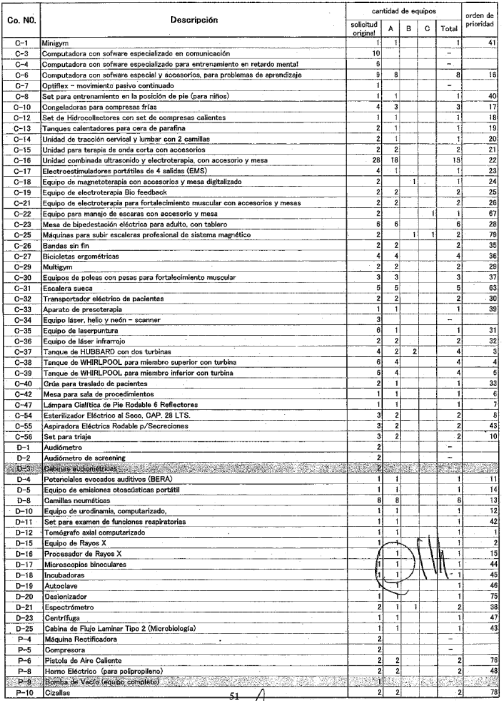 Co. NO. Descripción cantidad de equipos orden de prioridad
solicitud original A B C Total
C-1 Minigym 1 1 1 41
C-3 Computadora con sofware especializado en comunicación 10 -
C-4 Computadora con sofware especializado para entrenamiento en retardo mental 6 -
C-6 Computadora con sofware especial y accesorios, para problemas de aprendizaje 9 8 8 16
C-7 Optiflex - movimiento pasivo continuado 1 -
C-8 Set para entrenamiento en la posición de pie (para niños) 1 1 1 40
C-10 Congeladoras para compresas frías 4 3 3 17
C-12 Set de Hidrocollectors con set de compresas calientes 1 1 1 18
C-13 Tanques calentadores para cera de parafina 2 1 1 19
C-14 Unidad de tracción cervical y lumbar con 2 camillas 2 1 1 20
C-15 Unidad para terapia de onda corta con accesorios 2 2 2 21
C-16 Unidad combinada ultrasonido y electroterapia, con accesorio y mesa 28 18 18 22
C-17 Electroestimuladores portátiles de 4 salidas (EMS) 4 1 1 23
C-18 Equipo de magnetoterapia con accesorios y mesa digitalizado 2 1 1 24
C-19 Equipo de electroterapia Bio feedback 2 2 2 25
C-21 Equipo de electroterapia para fortalecimiento muscular con accesorios y mesas 2 2 2 26
C-22 Equipo para manejo de escaras con accesorio y mesa 2 1 1 67
C-23 Mesa de bipedestación eléctrica para adulto, con tablero 6 6 6 28
C-25 Máquinas para subir escaleras profesional de sistema magnético 2 1 1 2 79
C-26 Bandas sin fin 2 2 2 35
C-27 Bicicletas ergométricas 4 4 4 36
C-29 Multigym 2 2 2 29
C-30 Equipos de poleas con pesas para fortalecimiento muscular 3 3 3 37
C-31 Escalera sueca 5 5 5 63
C-32 Transportador eléctrico de pacientes 2 2 2 30
C-33 Aparato de presoterapia 1 1 1 39
C-34 Equipo láser, helio y neón - scanner 3 -
C-35 Equipo de laserpuntura 6 1 1 31
C-36 Equipo de láser infrarrojo 2 2 2 32
C-37 Tanque de HUBBARD con dos turbinas 4 2 2 4 3
C-38 Tanque de WHIRLPOOL para miembro superior con turbina 6 4 4 4
C-39 Tanque de WHIRLPOOL para miembro inferior con turbina 6 4 4 5
C-40 Grúa para traslado de pacientes 2 1 1 33
C-42 Mesa para sala de procedimientos 1 1 1 6
C-47 Lámpara Cialítica de Pie Rodable 6 Reflectores 1 1 1 7
C-54 Esterilizador Eléctrico al Seco, CAP. 28 LTS. 3 2 2 8
C-55 Aspiradora Eléctrica Rodable p/Secreciones 3 2 2 43
C-56 Set para triaje 3 2 2 10
D-1 Audiómetro 2 -
D-2 Audiómetro de screening 2 -
D-3 Cabinas audiométricas 2
D-4 Potenciales evocados auditivos (BERA) 1 1 1 11
D-5 Equipo de emisiones otoacústicas portátil 1 1 1 14
D-8 Camillas neumáticas 8 8 8 13
D-10 Equipo de urodinamia, computarizado, 1 1 1 12
D-11 Set para examen de funciones respiratorias 1 1 1 42
D-12 Tomógrafo axial computarizado 1 1 1 1
D-15 Equipo de Rayos X 1 1 1 2
D-16 Procesador de Rayos X 1 1 1 15
D-17 Microscopios binoculares 1 1 1 44
D-18 Incubadoras 1 1 1 45
D-19 Autoclave 1 1 1 46
D-20 Desionizador 1 1 1 75
D-21 Espectrómetro 2 1 1 2 38
D-23 Centrífuga 1 1 1 47
D-25 Cabina de Flujo Laminar Tipo 2 (Microbiología) 1 1 1 43
P-4 Máquina Rectificadora 2 -
P-5 Compresora 2 -
P-6 Pistola de Aire Caliente 2 2 2 76
P-8 Horno Eléctrico (para polipropileno) 2 2 2 48
P-9 Bomba de Vacío (equipo completo) 1
P-10 Cizallas 2 2 2 78
51